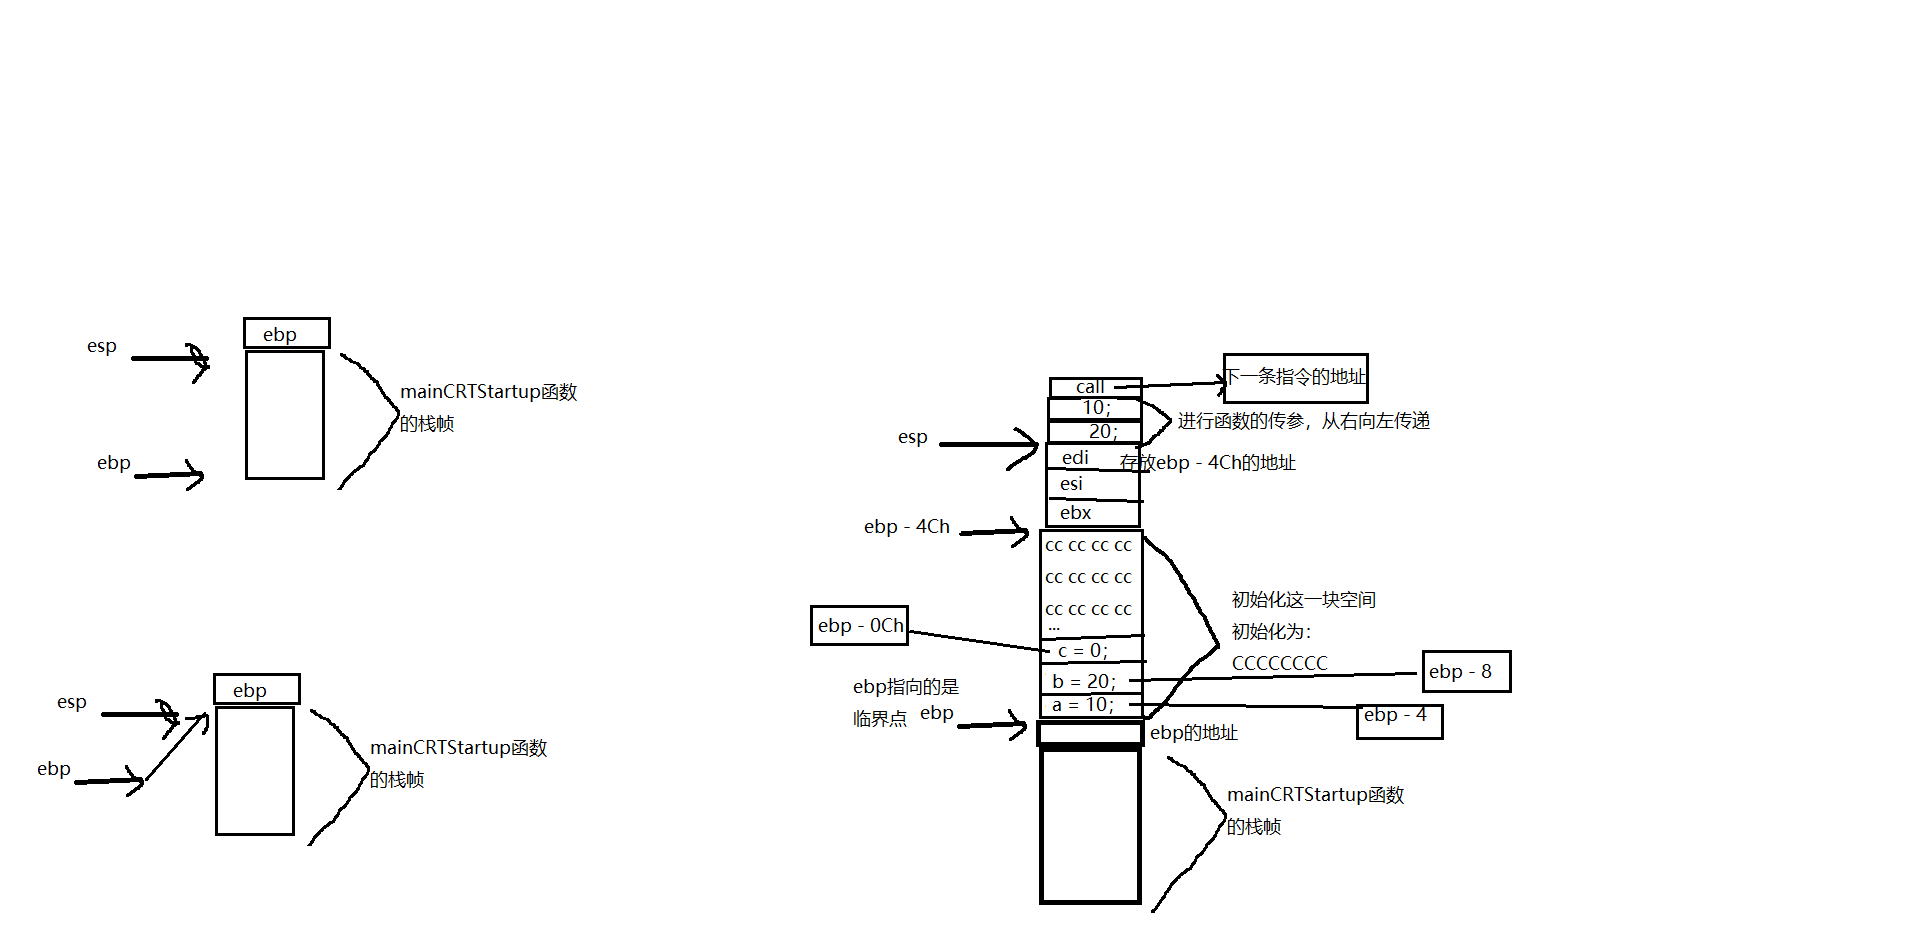 ebp
esp
mainCRTStartup函数
的栈帧
ebp
ebp
esp
mainCRTStartup函数
的栈帧
ebp
call
下一条指令的地址
10;
进行函数的传参，从右向左传递
20;
esp
edi
存放ebp - 4Ch的地址
esi
ebx
ebp - 4Ch
cc cc cc cc
cc cc cc cc
cc cc cc cc
...
初始化这一块空间
初始化为：
CCCCCCCC
ebp - 0Ch
c = 0;
b = 20;
ebp - 8
a = 10;
ebp - 4
ebp指向的是
临界点
ebp
ebp的地址
mainCRTStartup函数
的栈帧